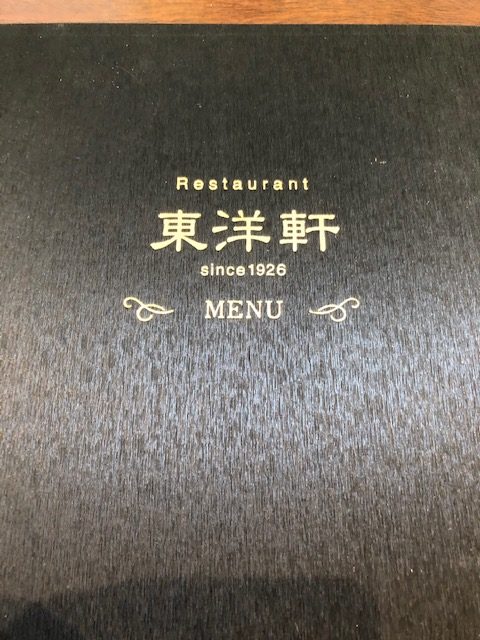 Restaurant
東洋軒
since1926
MENU